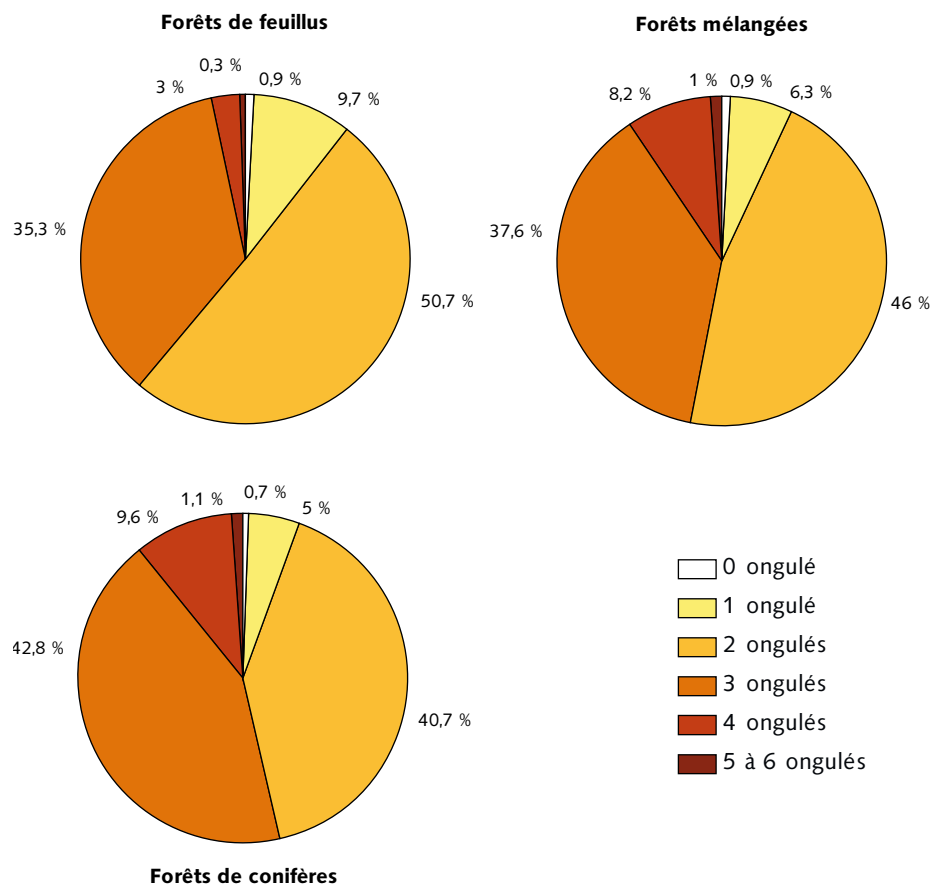 Forêts de feuillus
0,3 %
0,9 %
3 %
9,7 %
35,3 %
50,7 %
Forêts mélangées
1 %
0,9 %
8,2 %
6,3 %
37,6 %
46 %
1,1 %
0,7 %
9,6 %
5 %
42,8 %
40,7 %
Forêts de conifères
0 ongulé
1 ongulé
2 ongulés
3 ongulés
4 ongulés
5 à 6 ongulés